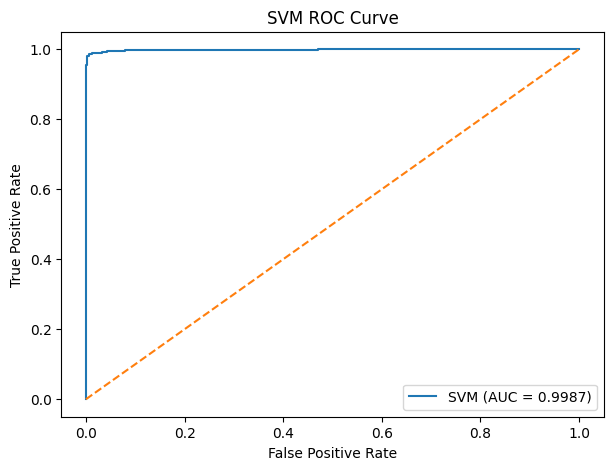 SVM ROC Curve
True Positive Rate
1.0
0.8
0.6
0.4
0.2
0.0
SVM (AUC = 0.9987)
0.0 0.2 0.4 0.6 0.8 1.0
False Positive Rate